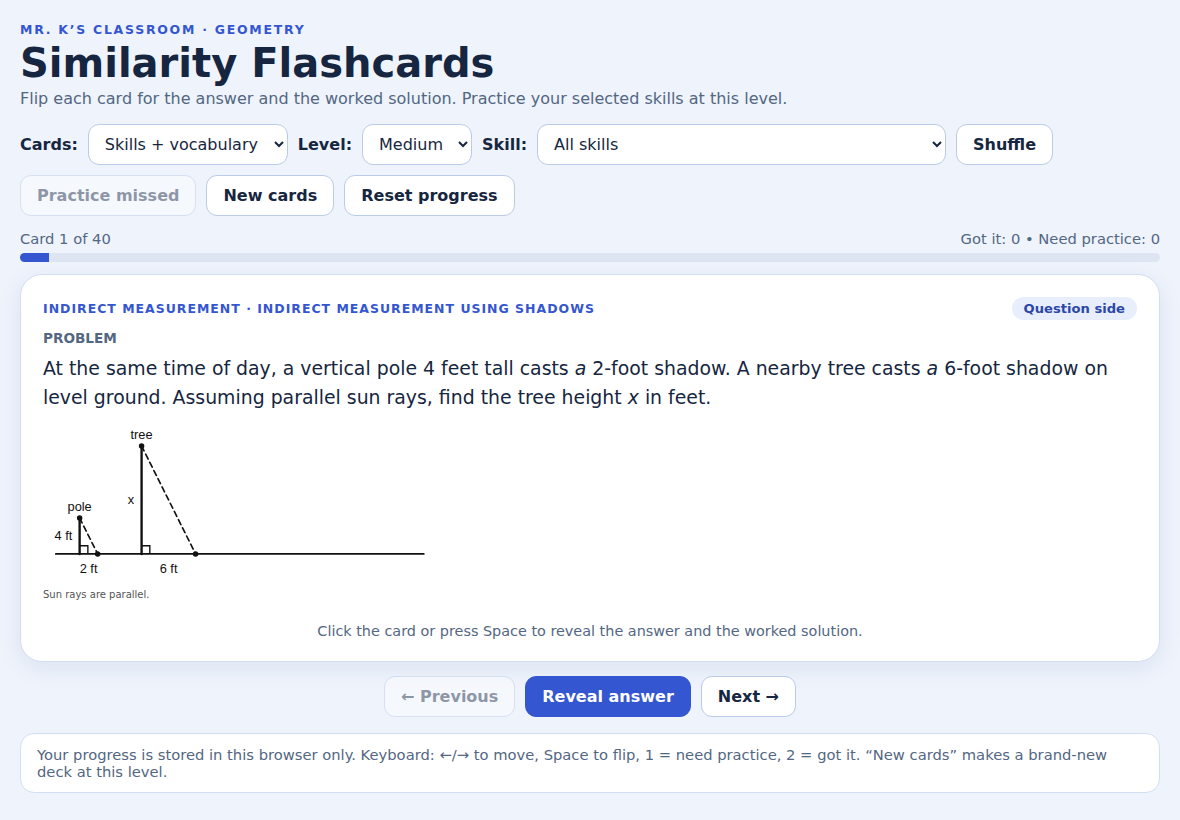 MR. K’S CLASSROOM · GEOMETRY
Similarity Flashcards
Flip each card for the answer and the worked solution. Practice your selected skills at this level.
Cards: Skills + vocabulary Level: Medium Skill: All skills Shuffle
Practice missed New cards Reset progress
Card 1 of 40 Got it: 0 • Need practice: 0
INDIRECT MEASUREMENT · INDIRECT MEASUREMENT USING SHADOWS Question side
PROBLEM
At the same time of day, a vertical pole 4 feet tall casts a 2-foot shadow. A nearby tree casts a 6-foot shadow on
level ground. Assuming parallel sun rays, find the tree height x in feet.
tree
x
pole
4 ft
2 ft 6 ft
Sun rays are parallel.
Click the card or press Space to reveal the answer and the worked solution.
← Previous Reveal answer Next →
Your progress is stored in this browser only. Keyboard: ←/→ to move, Space to flip, 1 = need practice, 2 = got it. “New cards” makes a brand-new
deck at this level.